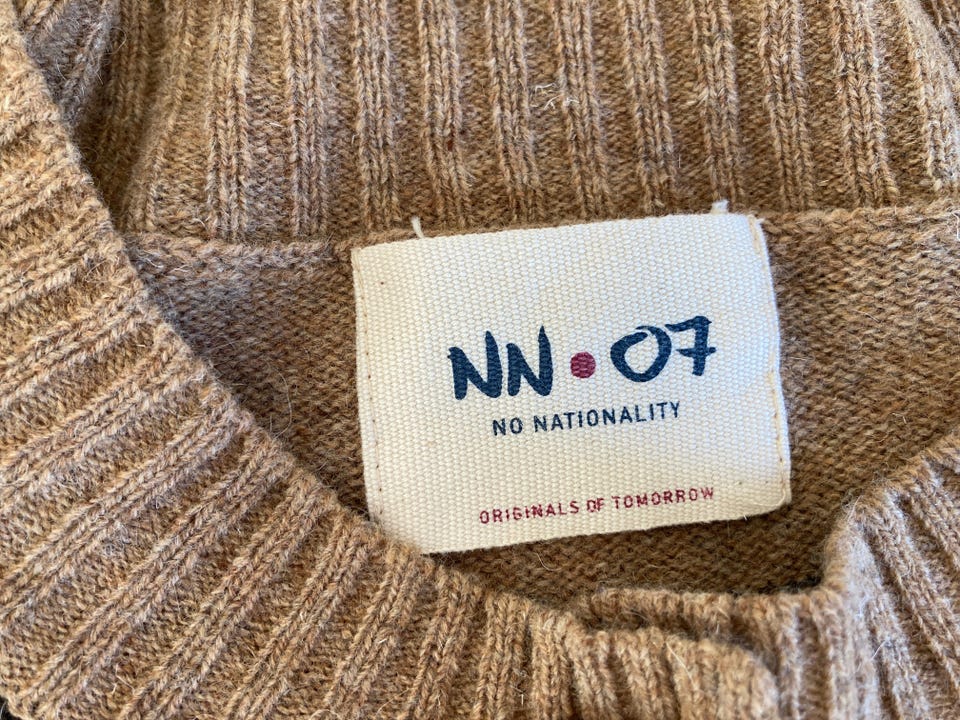 NN•07
NO NATIONALITY
ORIGINALS OF TOMORROW